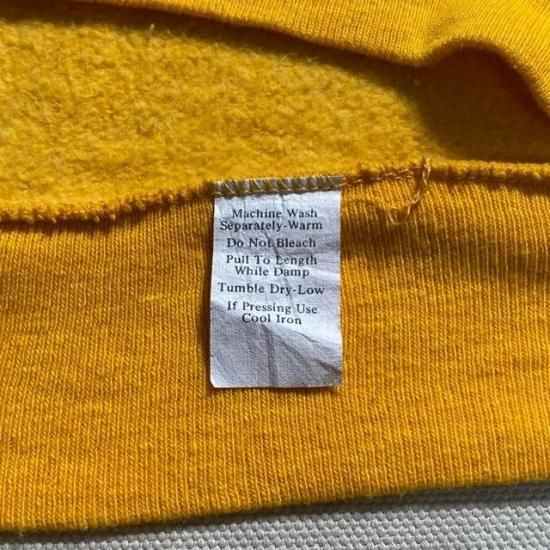 Machine Wash
Separately-Warm
Do Not Bleach
Pull To Length
While Damp
Tumble Dry-Low
If Pressing Use
Cool Iron